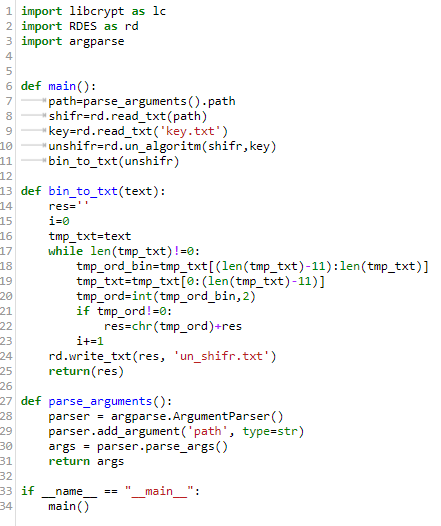 1 import libcrypt as lc
2 import RDES as rd
3 import argparse
4
5
6 def main():
7     path=parse_arguments().path
8     shifr=rd.read_txt(path)
9     key=rd.read_txt('key.txt')
10     unshifr=rd.un_algoritm(shifr,key)
11     bin_to_txt(unshifr)
12
13 def bin_to_txt(text):
14     res=''
15     i=0
16     tmp_txt=text
17     while len(tmp_txt)!=0:
18         tmp_ord_bin=tmp_txt[(len(tmp_txt)-11):len(tmp_txt)]
19         tmp_txt=tmp_txt[0:(len(tmp_txt)-11)]
20         tmp_ord=int(tmp_ord_bin,2)
21         if tmp_ord!=0:
22             res=chr(tmp_ord)+res
23         i+=1
24     rd.write_txt(res, 'un_shifr.txt')
25     return(res)
26
27 def parse_arguments():
28     parser = argparse.ArgumentParser()
29     parser.add_argument('path', type=str)
30     args = parser.parse_args()
31     return args
32
33 if __name__ == "__main__":
34     main()